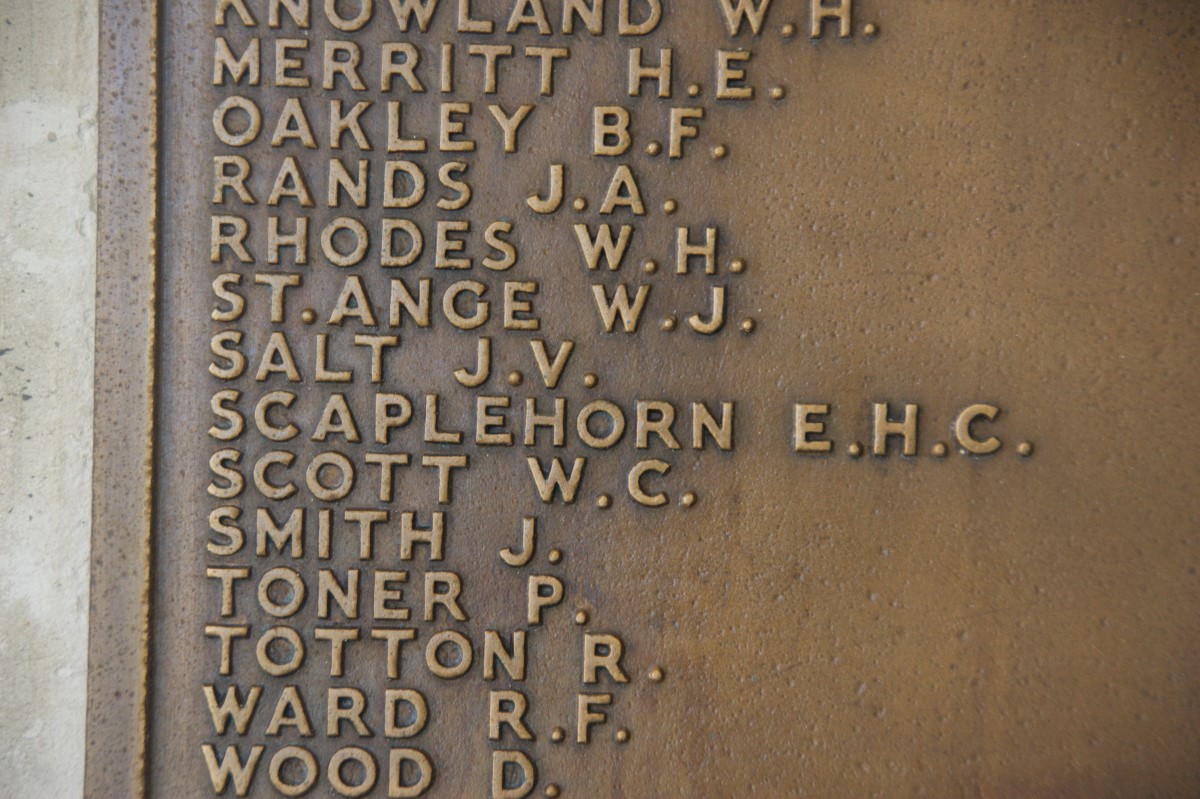 KNOWLAND W.H.
MERRITT H.E.
OAKLEY B.F.
RANDS J.A.
RHODES W.H.
ST.ANGE W.J.
SALT J.V.
SCAPLEHORN E.H.C.
SCOTT W.C.
SMITH J.
TONER P.
TOTTON R.
WARD R.F.
WOOD D.